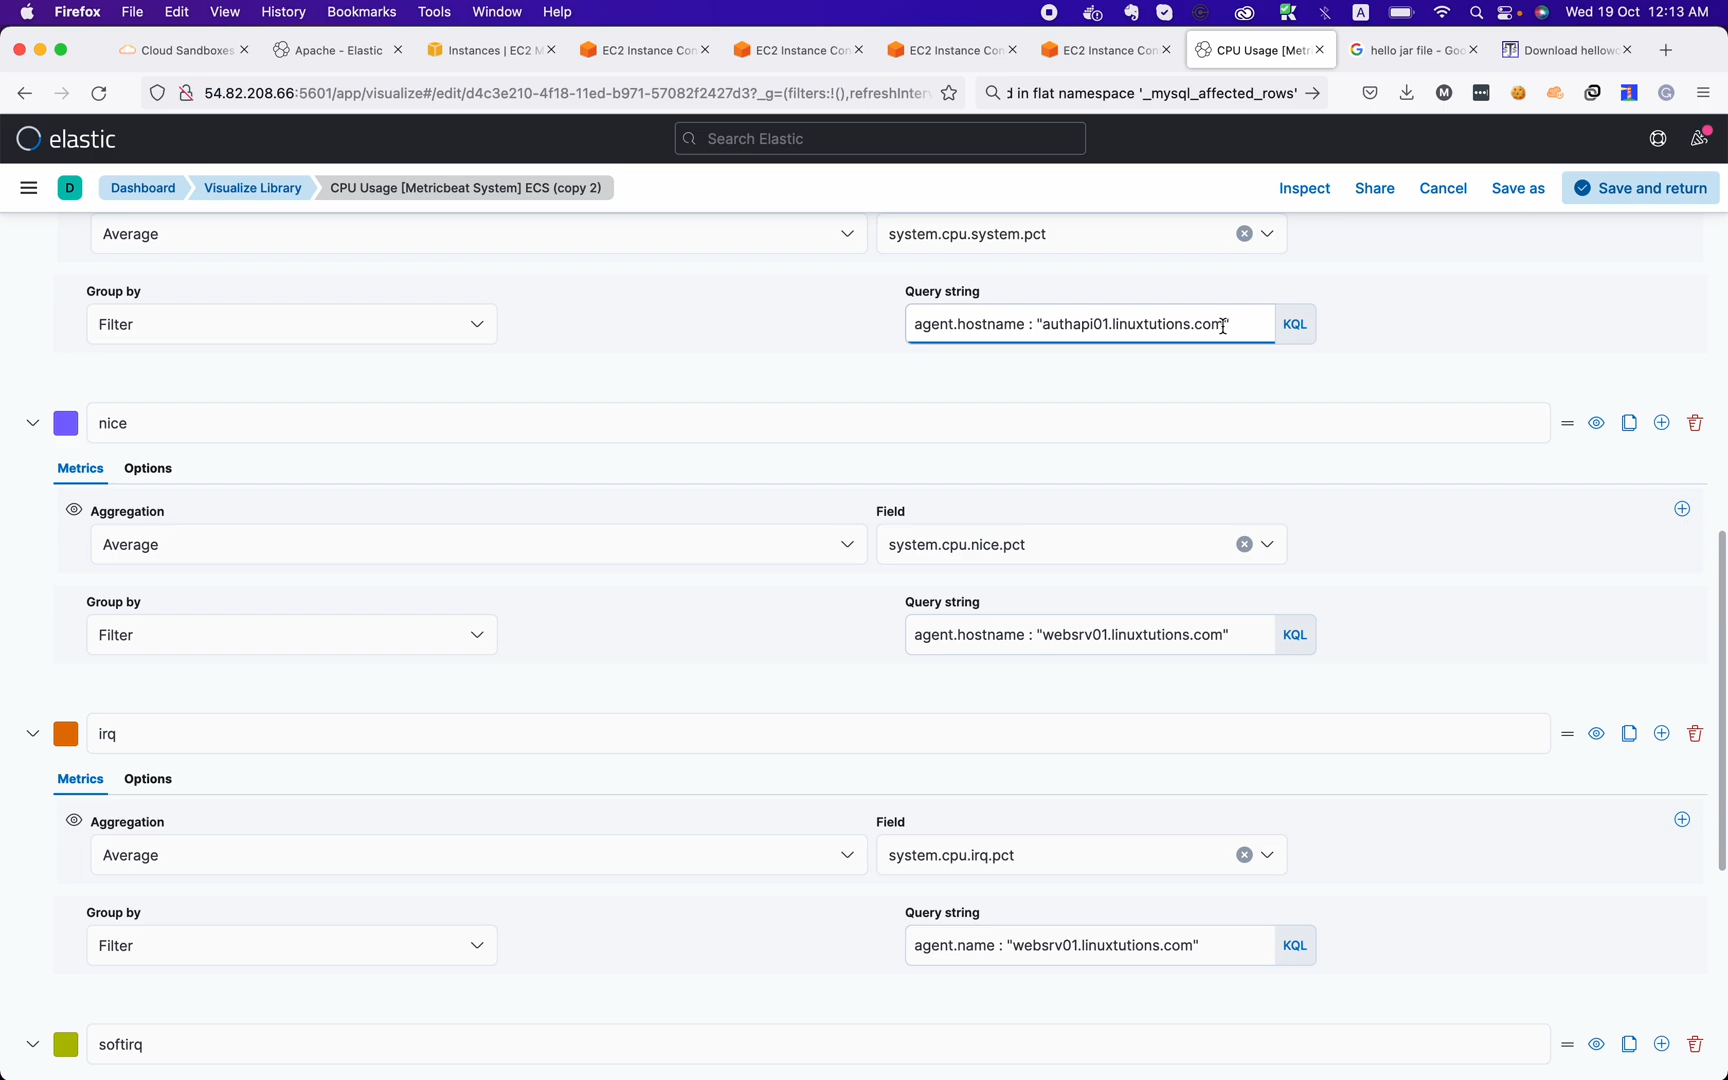 Firefox File Edit View History Bookmarks Tools Window Help A Wed 19 Oct 12:13 AM
Cloud Sandboxes Apache - Elastic Instances | EC2 M EC2 Instance Con EC2 Instance Con EC2 Instance Con EC2 Instance Con CPU Usage [Metri hello jar file - Goo Download hellow
54.82.208.66:5601/app/visualize#/edit/d4c3e210-4f18-11ed-b971-57082f2427d3?_g=(filters:!(),refreshInterv d in flat namespace '_mysql_affected_rows'
elastic Search Elastic
D Dashboard Visualize Library CPU Usage [Metricbeat System] ECS (copy 2) Inspect Share Cancel Save as Save and return
Average system.cpu.system.pct
Group by Query string
Filter agent.hostname : "authapi01.linuxtutions.com" KQL
nice
Metrics Options
Aggregation Field
Average system.cpu.nice.pct
Group by Query string
Filter agent.hostname : "websrv01.linuxtutions.com" KQL
irq
Metrics Options
Aggregation Field
Average system.cpu.irq.pct
Group by Query string
Filter agent.name : "websrv01.linuxtutions.com" KQL
softirq